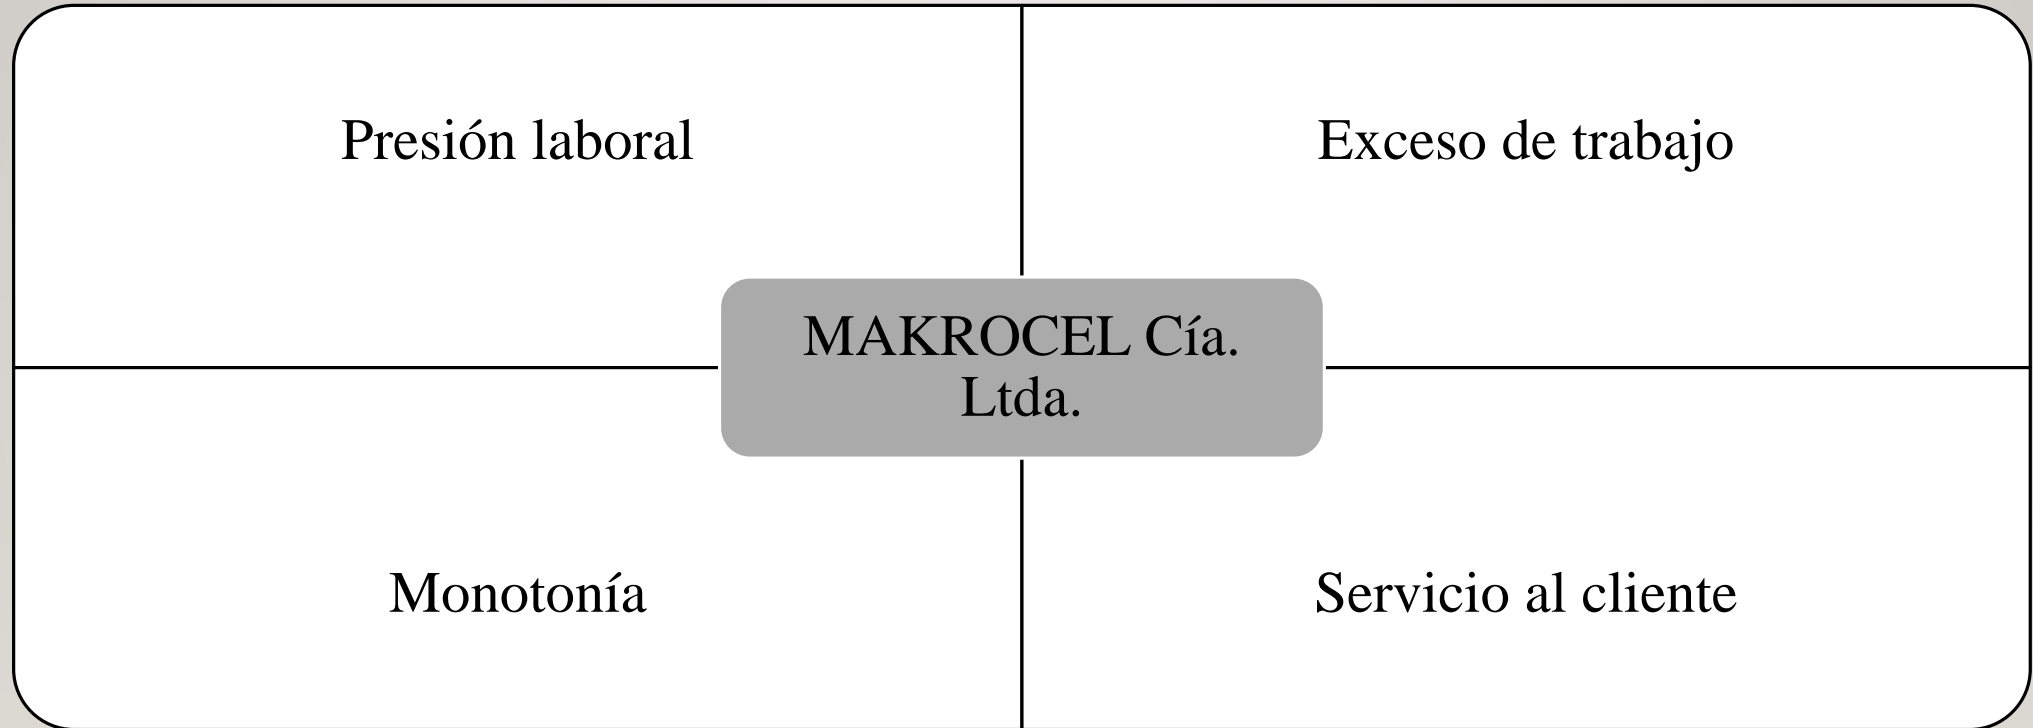 Presión laboral
Exceso de trabajo
MAKROCEL Cía.
Ltda.
Monotonía
Servicio al cliente